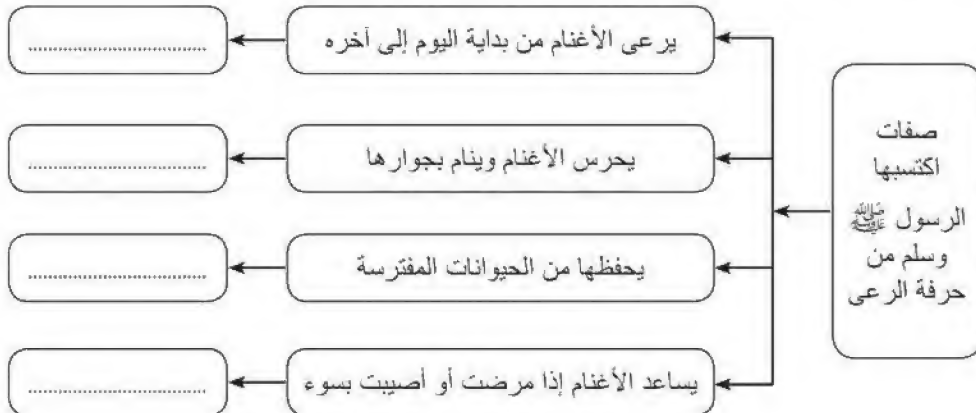 صفات
اكتسبها
الرسول ﷺ
وسلم من
حرفة الرعى
يرعى الأغنام من بداية اليوم إلى آخره
..............................
يحرس الأغنام وينام بجوارها
..............................
يحفظها من الحيوانات المفترسة
..............................
يساعد الأغنام إذا مرضت أو أصيبت بسوء
..............................